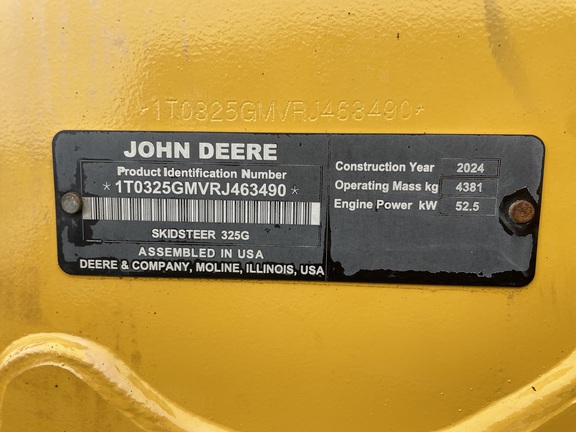 *1T0325GMVRJ463490*
JOHN DEERE
Product Identification Number
*1T0325GMVRJ463490*
SKIDSTEER 325G
ASSEMBLED IN USA
DEERE & COMPANY, MOLINE, ILLINOIS, USA
Construction Year 2024
Operating Mass kg 4381
Engine Power kW 52.5